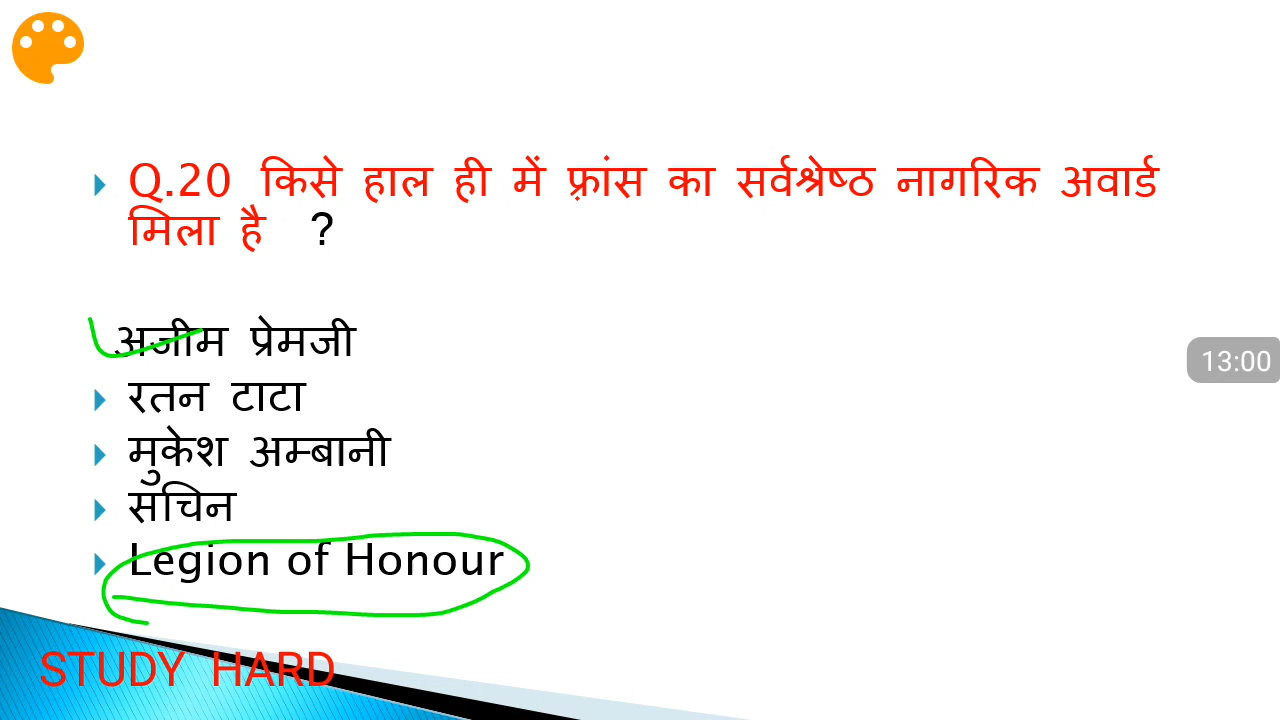 Q.20 किसे हाल ही में फ़्रांस का सर्वश्रेष्ठ नागरिक अवार्ड
मिला है ?
अजीम प्रेमजी
रतन टाटा
13:00
मुकेश अम्बानी
सचिन
Legion of Honour
STUDY HARD